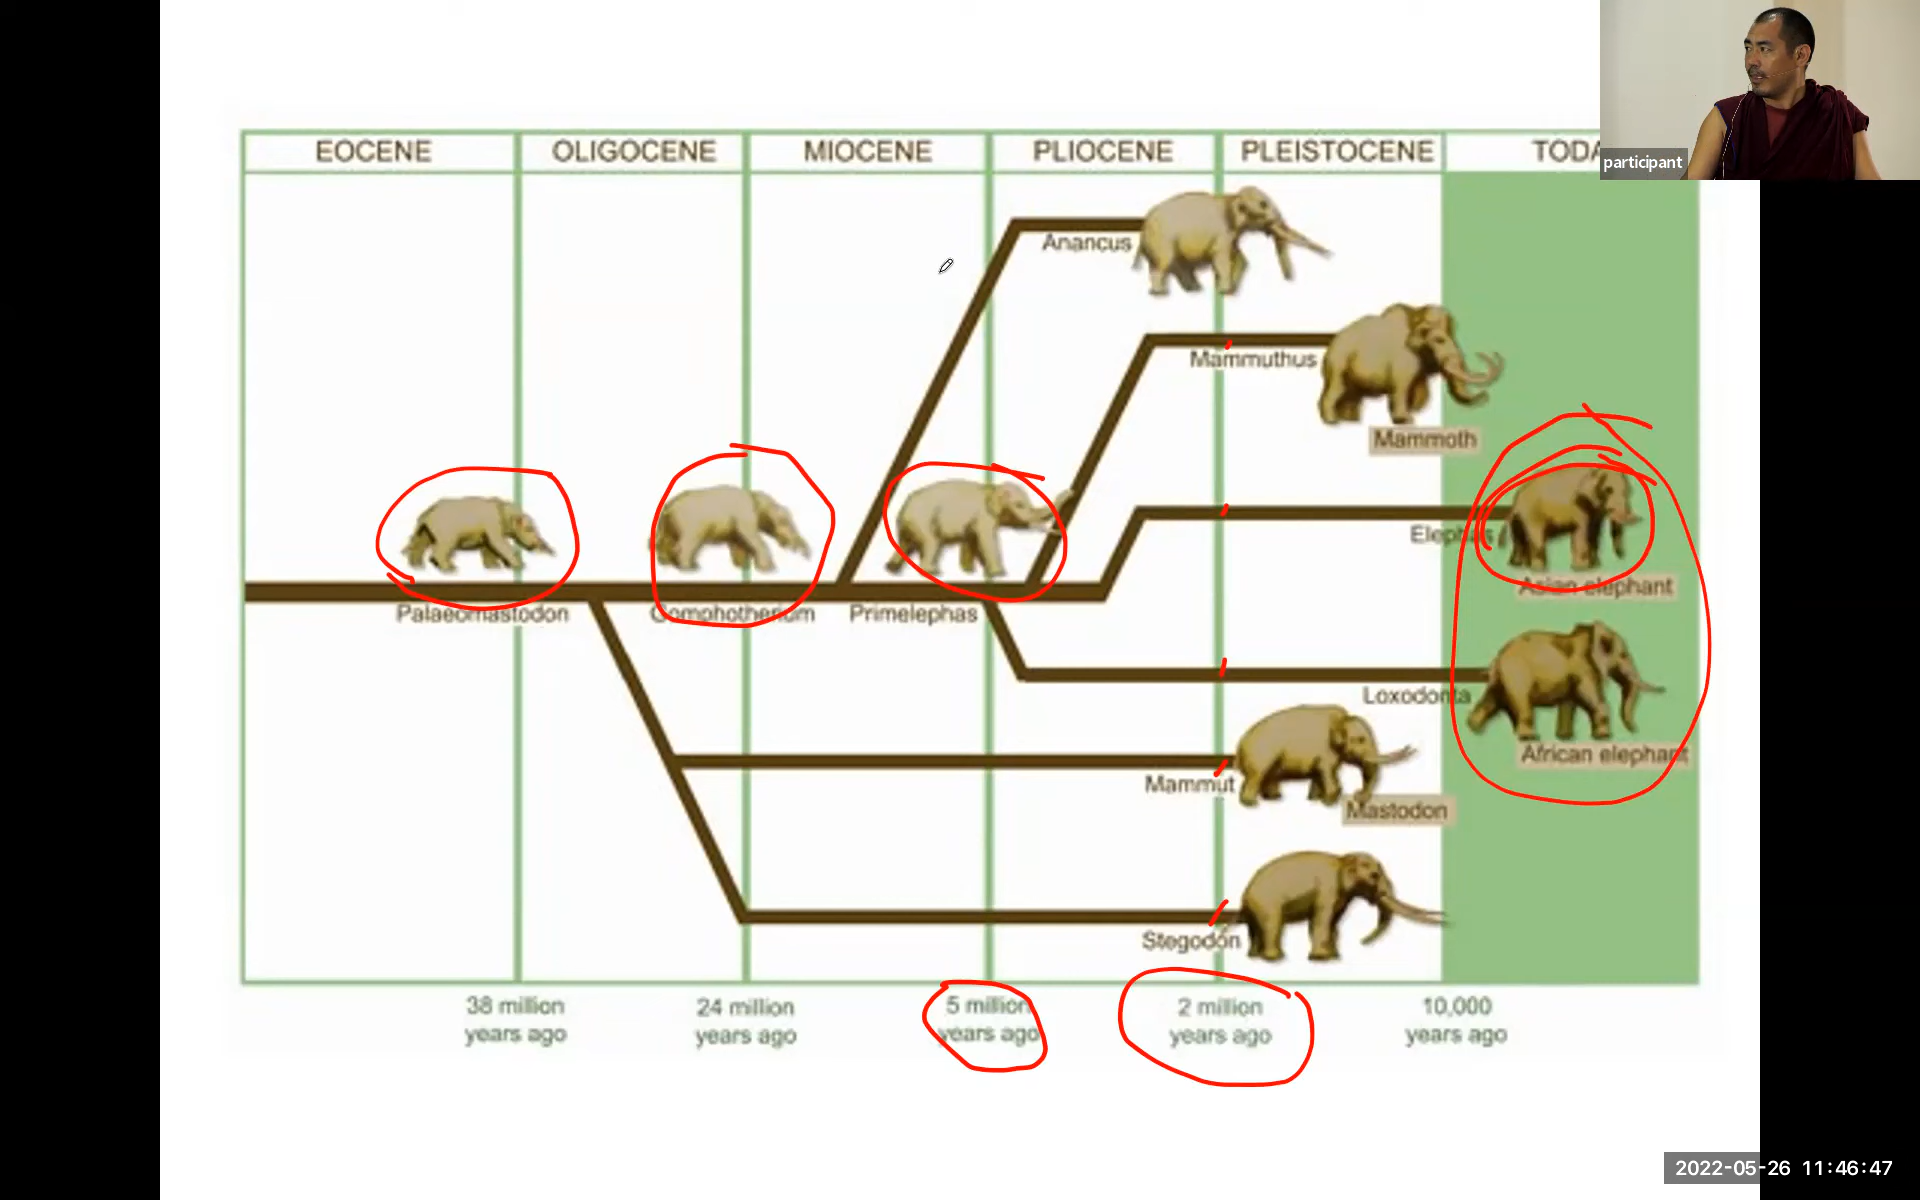 EOCENE
OLIGOCENE
MIOCENE
PLIOCENE
PLEISTOCENE
TODA
participant
Anancus
Mammuthus
Mammoth
Elephas
Asian elephant
Palaeomastodon
Gomphotherium
Primelephas
Loxodonta
African elephant
Mammut
Mastodon
Stegodon
38 million
years ago
24 million
years ago
5 million
years ago
2 million
years ago
10,000
years ago
2022-05-26 11:46:47